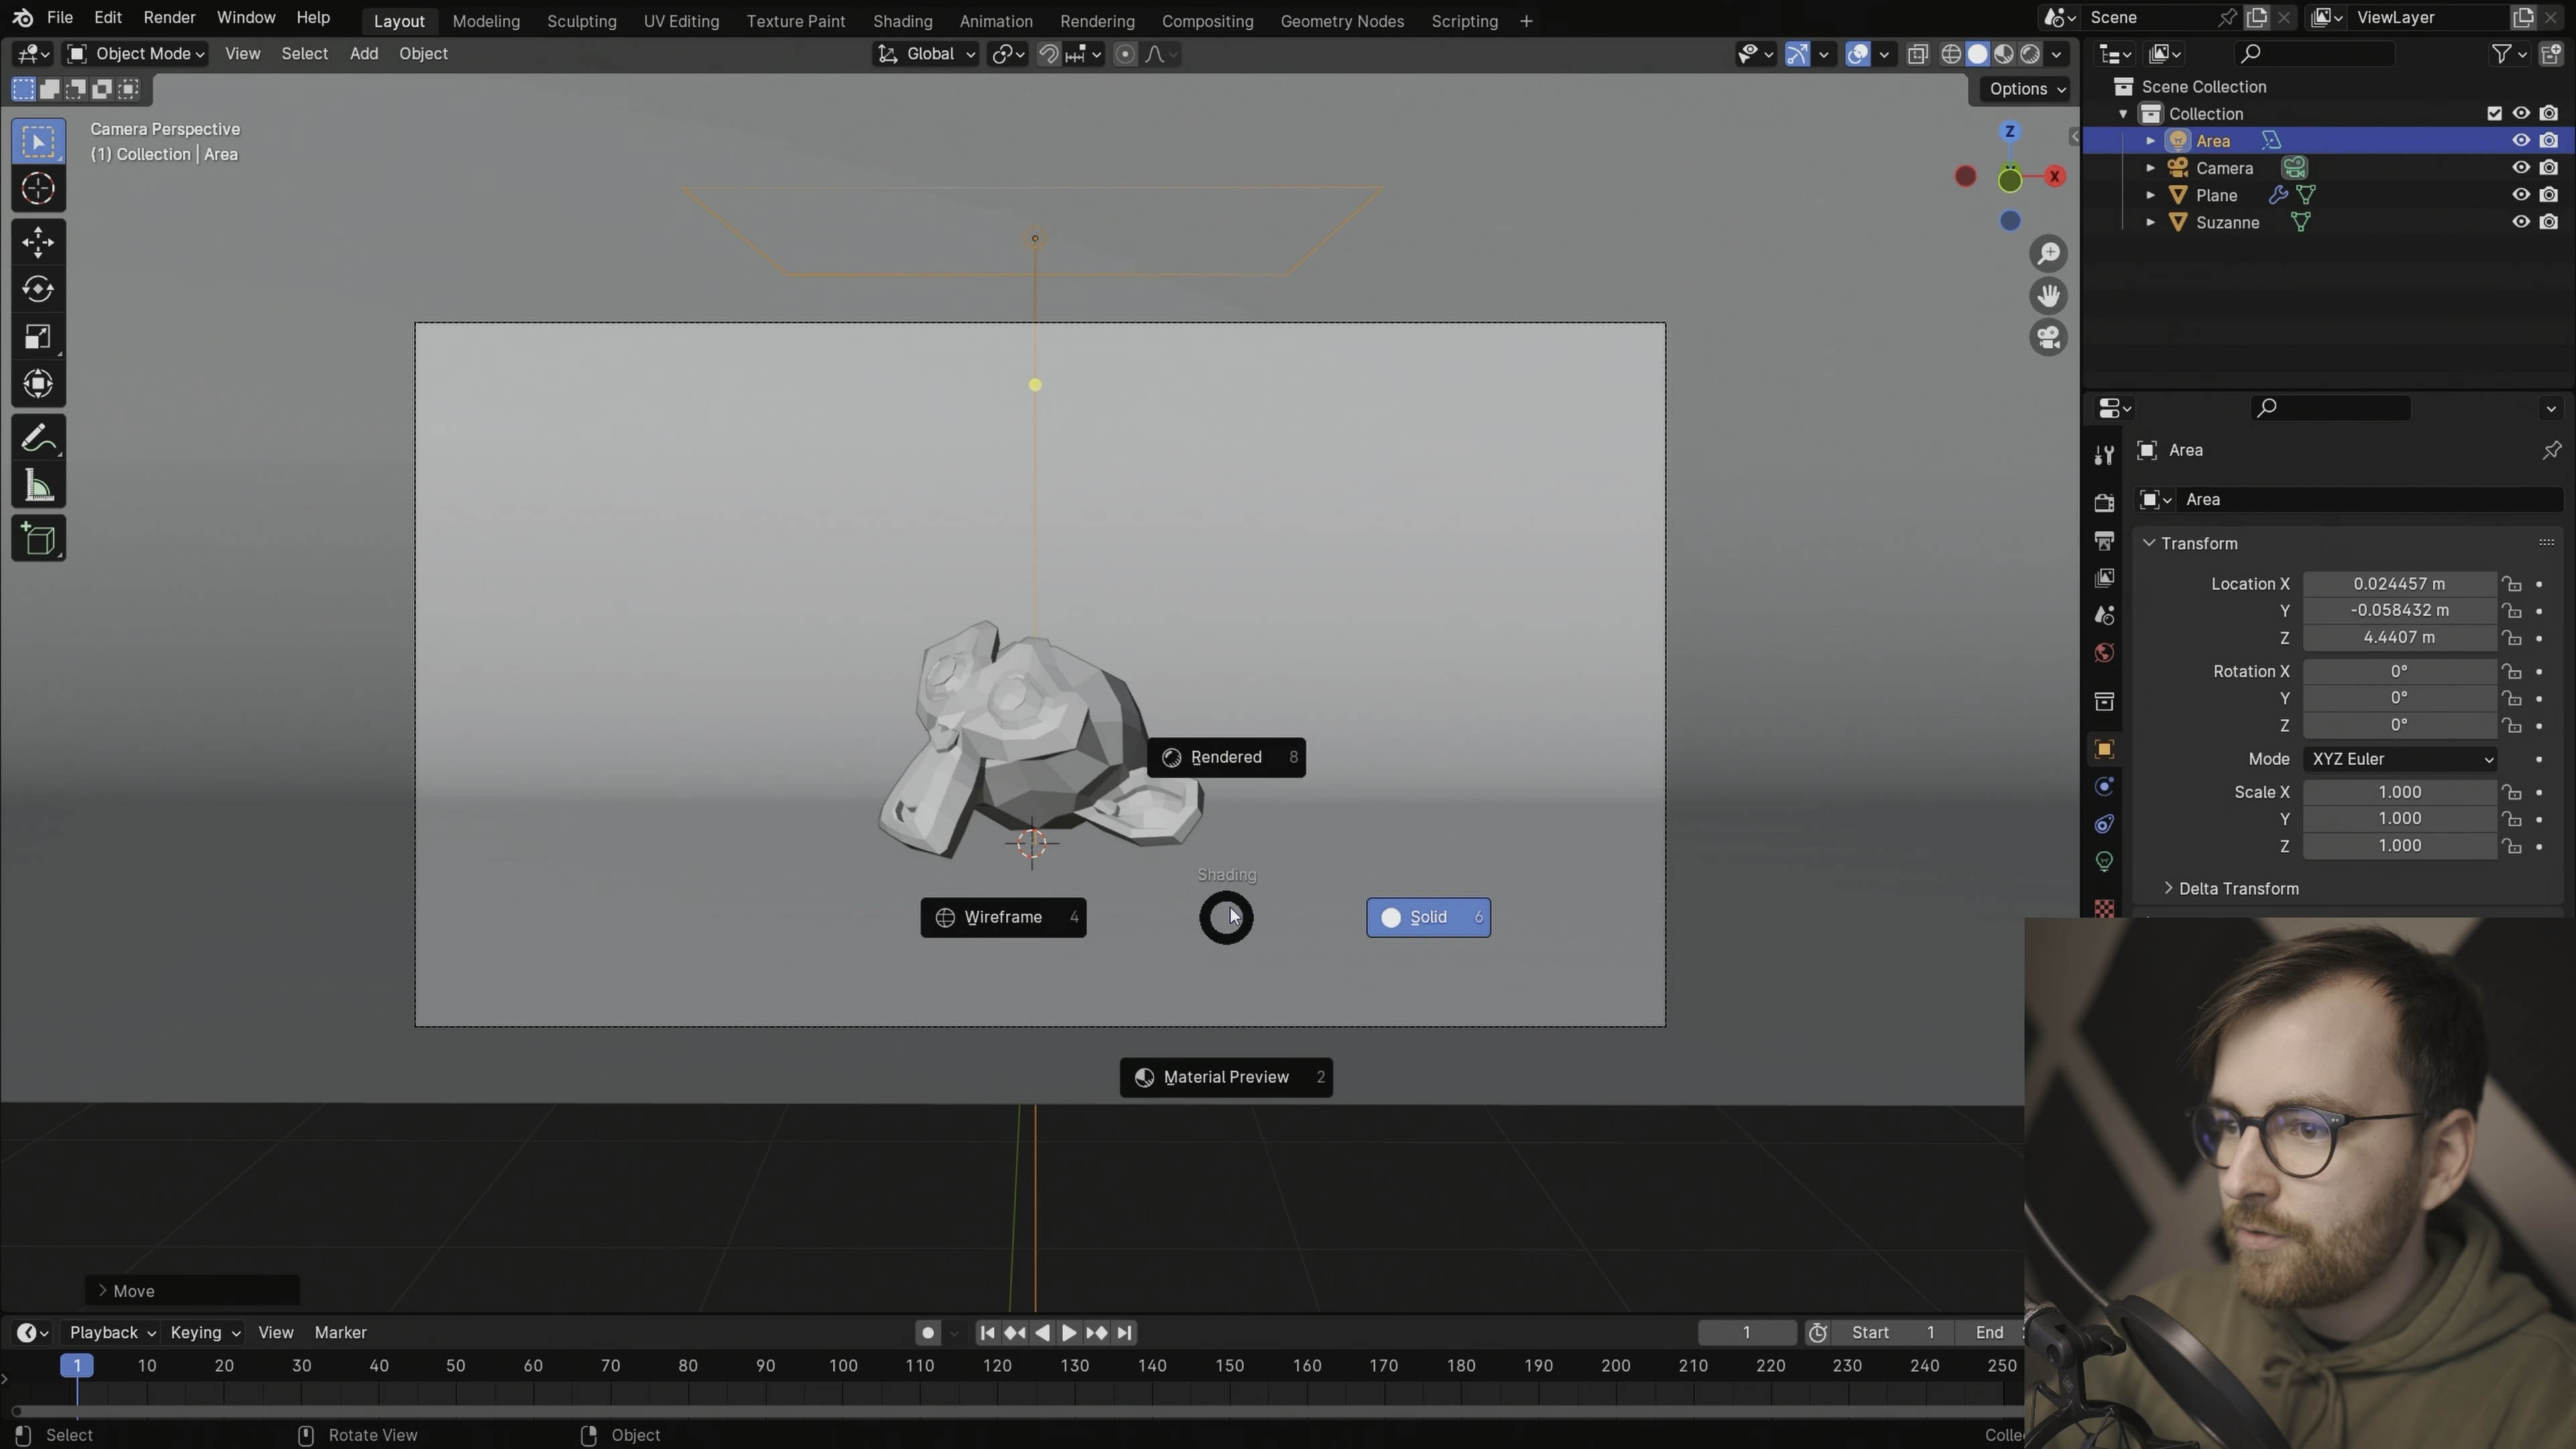 File Edit Render Window Help Layout Modeling Sculpting UV Editing Texture Paint Shading Animation Rendering Compositing Geometry Nodes Scripting + Scene ViewLayer
Object Mode View Select Add Object Global
Options
Camera Perspective
(1) Collection | Area
Z
X
Scene Collection
Collection
Area
Camera
Plane
Suzanne
Area
Area
Transform
Location X 0.024457 m
Y -0.058432 m
Z 4.4407 m
Rotation X 0°
Y 0°
Z 0°
Mode XYZ Euler
Scale X 1.000
Y 1.000
Z 1.000
Delta Transform
Rendered 8
Shading
Wireframe 4
Solid 6
Material Preview 2
Move
Playback Keying View Marker 1 Start 1 End
1 10 20 30 40 50 60 70 80 90 100 110 120 130 140 150 160 170 180 190 200 210 220 230 240 250
Select Rotate View Object